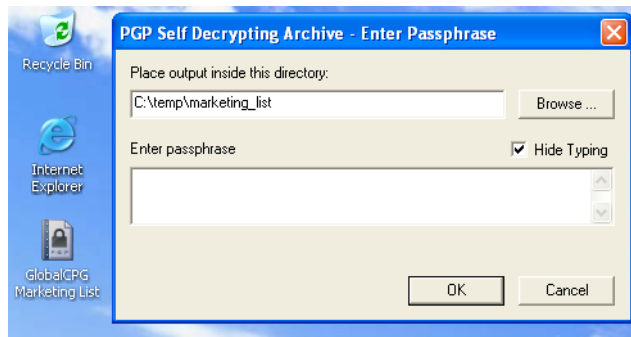 PGP Self Decrypting Archive - Enter Passphrase
Recycle Bin
Place output inside this directory:
C:\temp\marketing_list
Browse ...
Enter passphrase
Hide Typing
Internet
Explorer
PGP
GlobalCPG
Marketing List
OK
Cancel